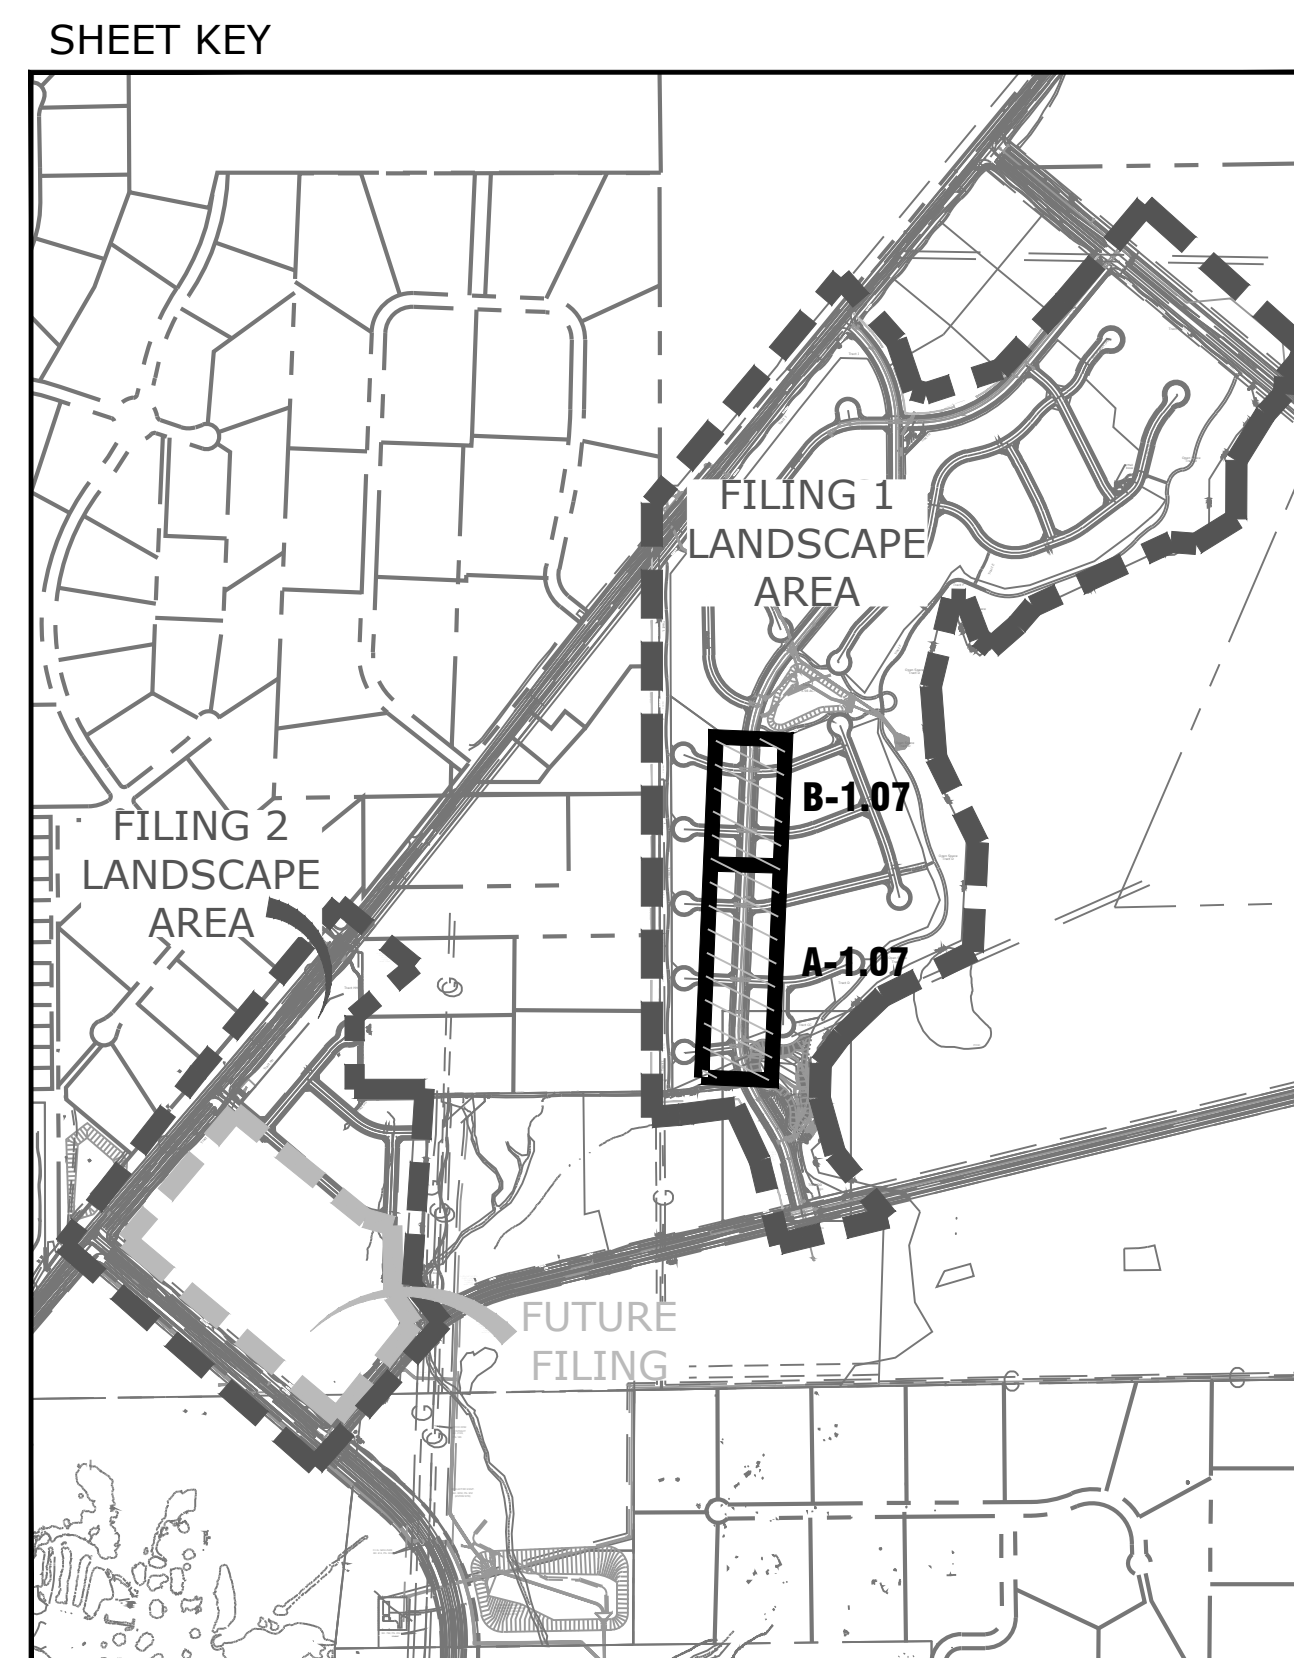 SHEET KEY
FILING 1
LANDSCAPE
AREA
B-1.07
FILING 2
LANDSCAPE
AREA
A-1.07
G
G
G
G
FUTURE
FILING
G
G
G
G